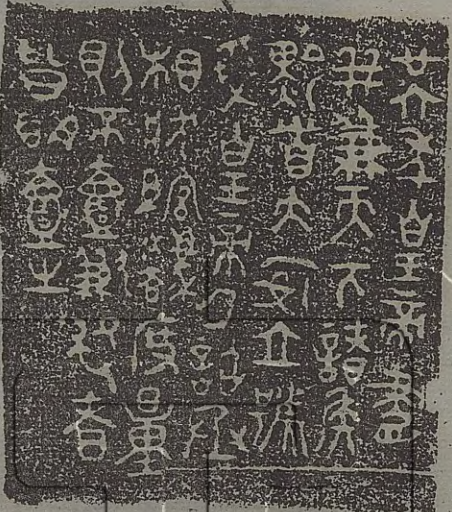 廿六年皇帝盡
并兼天下諸侯
黔首大安立號
為皇帝乃詔丞
相狀綰灋度量
則不壹歉疑者
皆明壹之